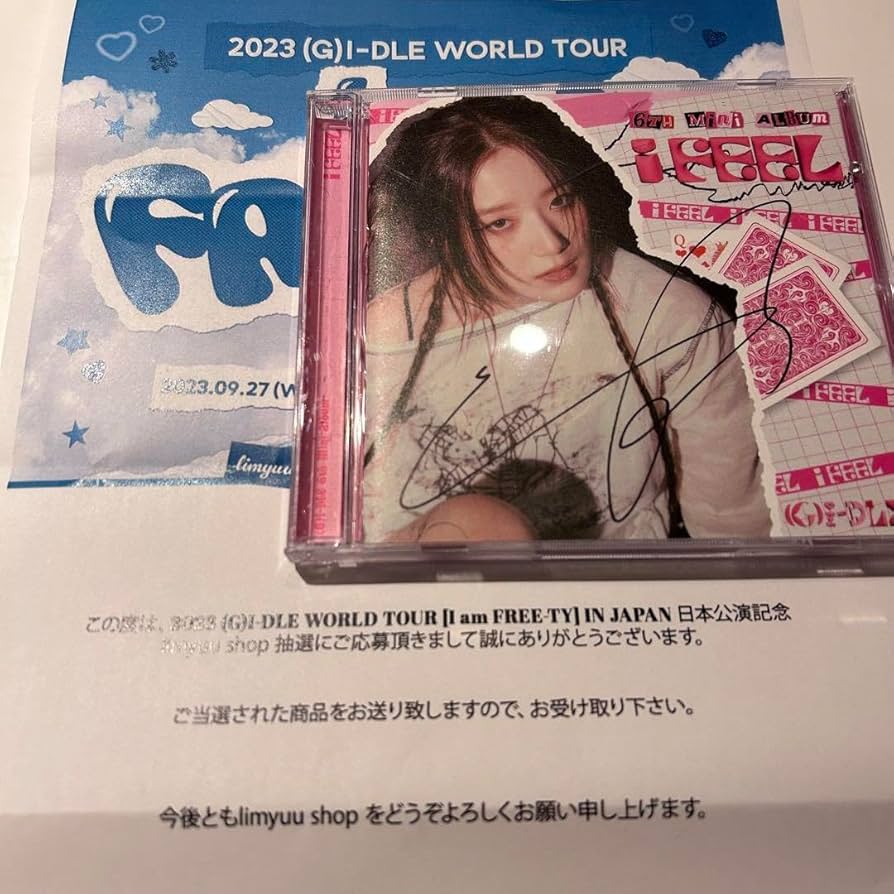 2023 (G)I-DLE WORLD TOUR
FA
2023.09.27(W
limyuu
i FEEL
6TH Mini ALBUM
i FEEL
i FEEL i FEEL i FEEL
Q
i FEEL
EL i FEEL i FEEL
(G)I-DLE
この度は、2023 (G)I-DLE WORLD TOUR [I am FREE-TY] IN JAPAN 日本公演記念
limyuu shop 抽選にご応募頂きまして誠にありがとうございます。
ご当選された商品をお送り致しますので、お受け取り下さい。
今後ともlimyuu shop をどうぞよろしくお願い申し上げます。